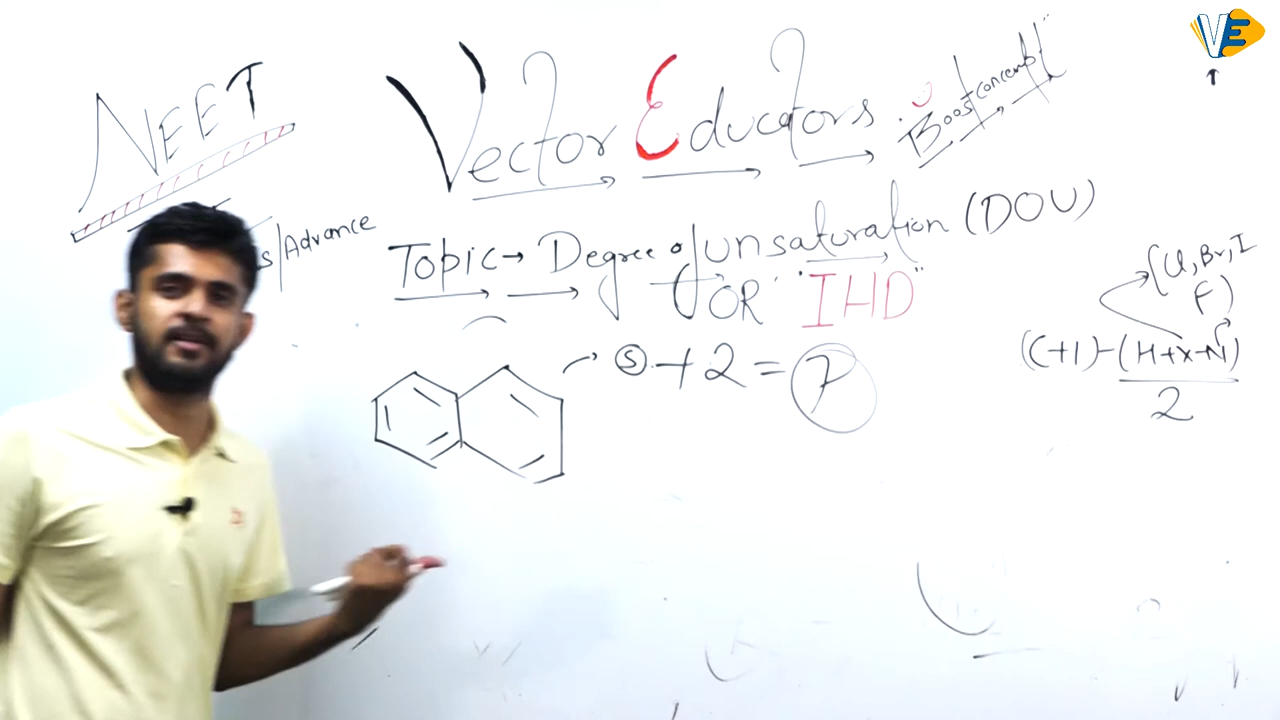 VE
NEET
Vector Educators
Boost concept"
s/Advance
Topic → Degree of unsaturation (DOU)
OR "IHD"
(Cl, Br, I
F)
⑤ + 2 = 7
(C+1) - (H+X-N)
2